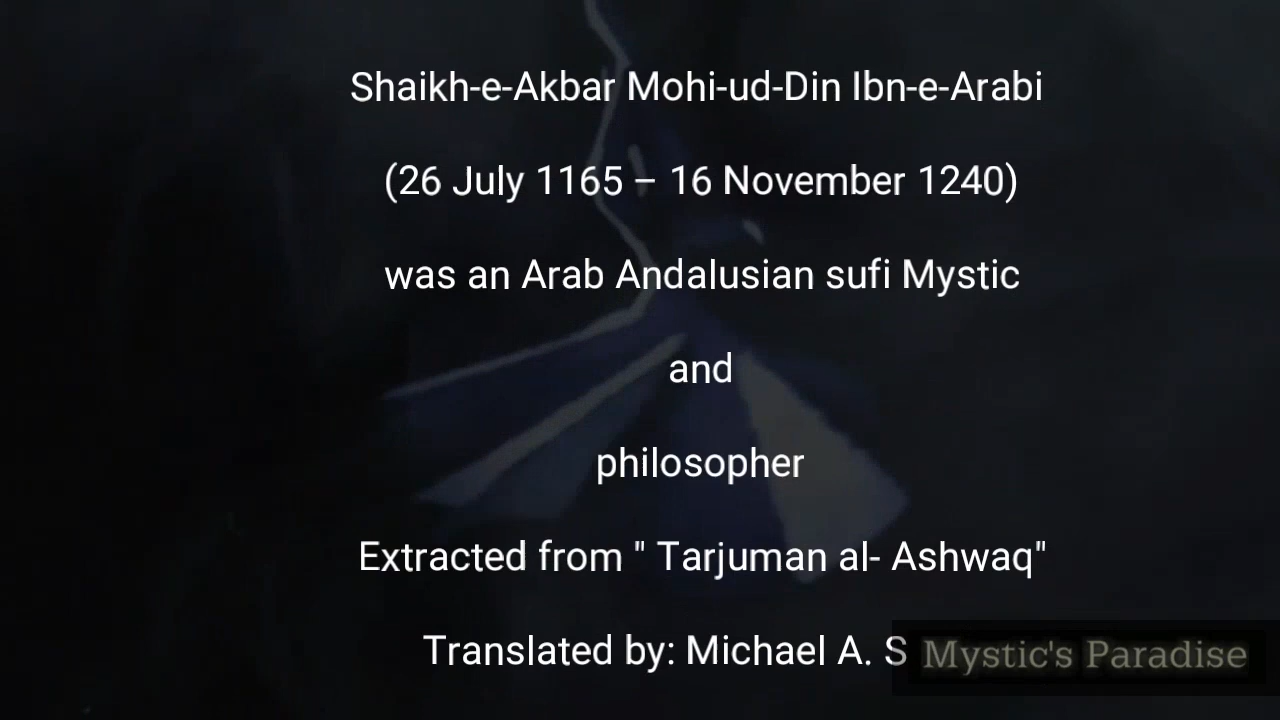 Shaikh-e-Akbar Mohi-ud-Din Ibn-e-Arabi
(26 July 1165 – 16 November 1240)
was an Arab Andalusian sufi Mystic
and
philosopher
Extracted from " Tarjuman al- Ashwaq"
Translated by: Michael A. S
Mystic's Paradise